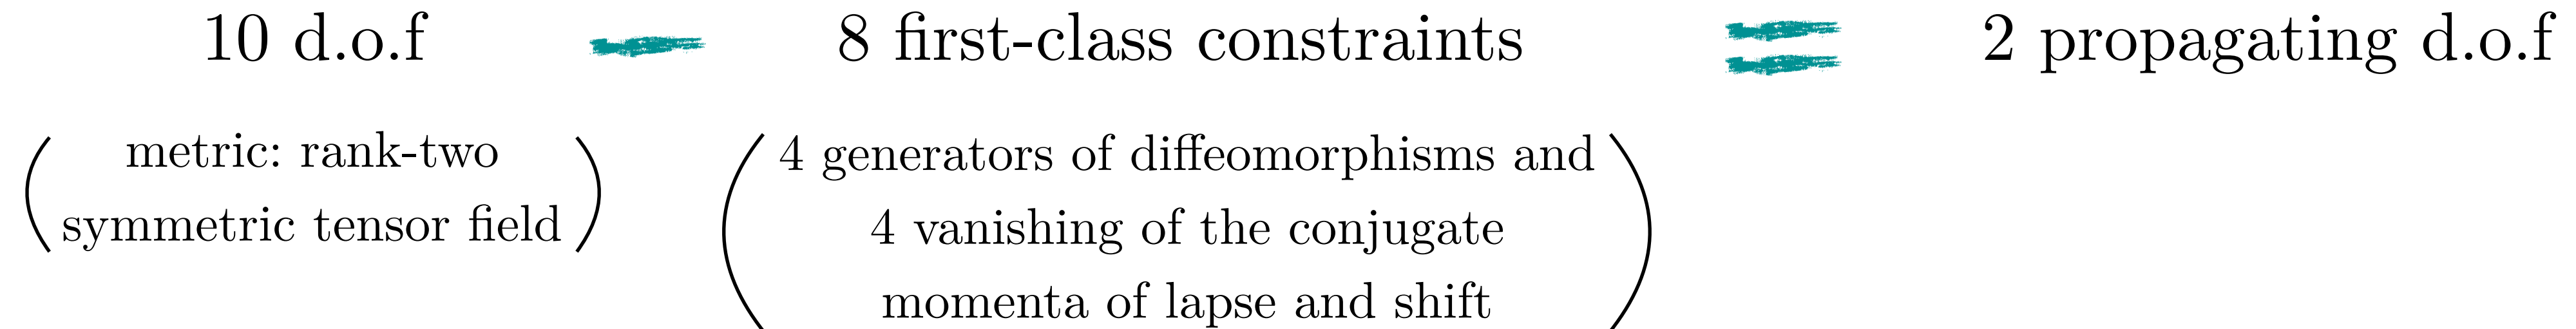 10 d.o.f - 8 first-class constraints = 2 propagating d.o.f
(metric: rank-two
symmetric tensor field)
(4 generators of diffeomorphisms and
4 vanishing of the conjugate
momenta of lapse and shift)